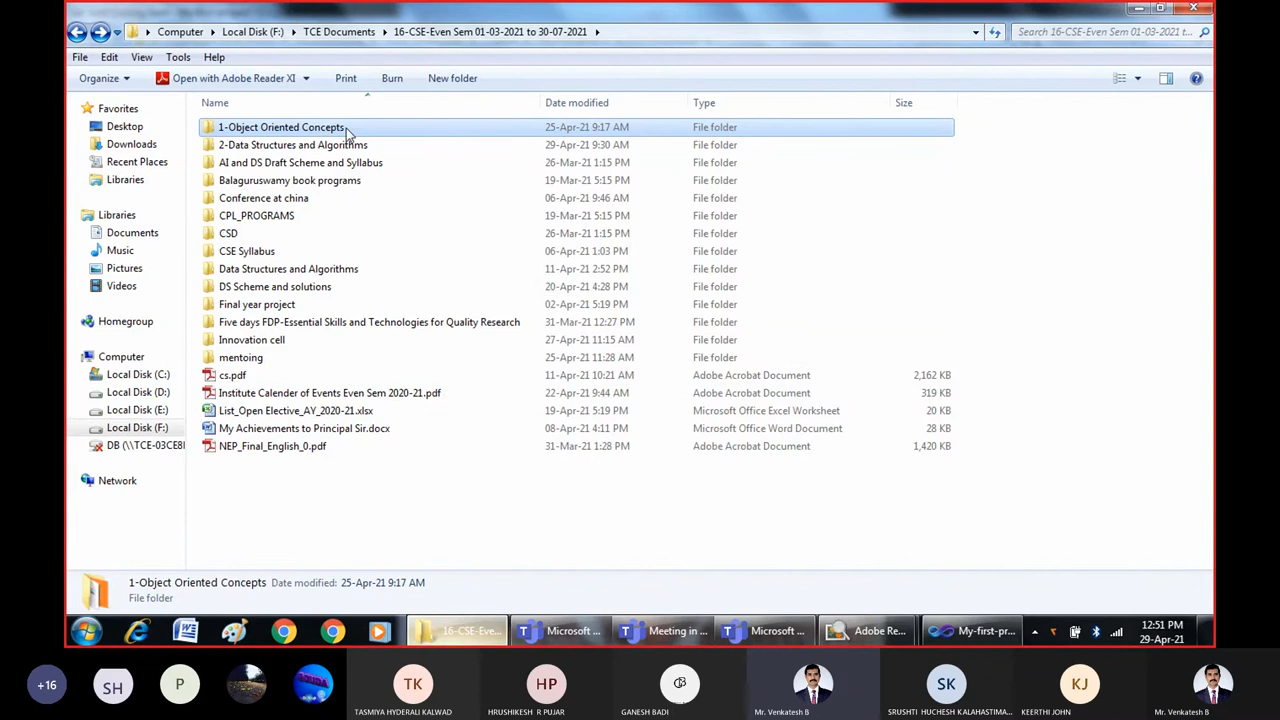 Computer ▸ Local Disk (F:) ▸ TCE Documents ▸ 16-CSE-Even Sem 01-03-2021 to 30-07-2021 ▸
Search 16-CSE-Even Sem 01-03-2021 t...
File Edit View Tools Help
Organize Open with Adobe Reader XI Print Burn New folder
Name Date modified Type Size
Favorites
Desktop
Downloads
Recent Places
Libraries
Libraries
Documents
Music
Pictures
Videos
Homegroup
Computer
Local Disk (C:)
Local Disk (D:)
Local Disk (E:)
Local Disk (F:)
DB (\\TCE-03CE8
Network
1-Object Oriented Concepts 25-Apr-21 9:17 AM File folder
2-Data Structures and Algorithms 29-Apr-21 9:30 AM File folder
AI and DS Draft Scheme and Syllabus 26-Mar-21 1:15 PM File folder
Balaguruswamy book programs 19-Mar-21 5:15 PM File folder
Conference at china 06-Apr-21 9:46 AM File folder
CPL_PROGRAMS 19-Mar-21 5:15 PM File folder
CSD 26-Mar-21 1:15 PM File folder
CSE Syllabus 06-Apr-21 1:03 PM File folder
Data Structures and Algorithms 11-Apr-21 2:52 PM File folder
DS Scheme and solutions 20-Apr-21 4:28 PM File folder
Final year project 02-Apr-21 5:19 PM File folder
Five days FDP-Essential Skills and Technologies for Quality Research 31-Mar-21 12:27 PM File folder
Innovation cell 27-Apr-21 11:15 AM File folder
mentoing 25-Apr-21 11:28 AM File folder
cs.pdf 11-Apr-21 10:21 AM Adobe Acrobat Document 2,162 KB
Institute Calender of Events Even Sem 2020-21.pdf 22-Apr-21 9:44 AM Adobe Acrobat Document 319 KB
List_Open Elective_AY_2020-21.xlsx 19-Apr-21 5:19 PM Microsoft Office Excel Worksheet 20 KB
My Achievements to Principal Sir.docx 08-Apr-21 4:11 PM Microsoft Office Word Document 28 KB
NEP_Final_English_0.pdf 31-Mar-21 1:28 PM Adobe Acrobat Document 1,420 KB
1-Object Oriented Concepts Date modified: 25-Apr-21 9:17 AM
File folder
16-CSE-Eve... Microsoft ... Meeting in ... Microsoft ... Adobe Re... My-first-pr...
12:51 PM
29-Apr-21
+16 SH P TK HP GB SK KJ
TASMIYA HYDERALI KALWAD HRUSHIKESH R PUJAR GANESH BADI Mr. Venkatesh B SRUSHTI HUCHESH KALAHASTIMA... KEERTHI JOHN Mr. Venkatesh B